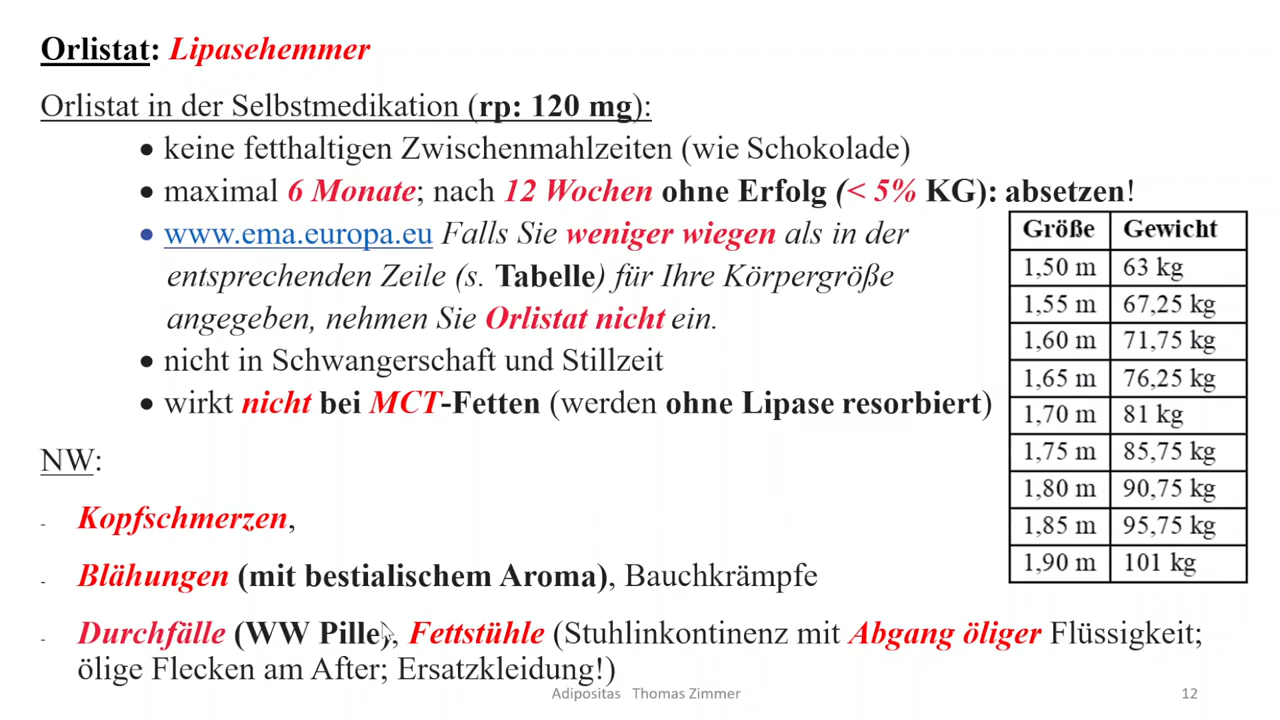 Orlistat: Lipasehemmer
Orlistat in der Selbstmedikation (rp: 120 mg):
• keine fetthaltigen Zwischenmahlzeiten (wie Schokolade)
• maximal 6 Monate; nach 12 Wochen ohne Erfolg (< 5% KG): absetzen!
• www.ema.europa.eu Falls Sie weniger wiegen als in der
entsprechenden Zeile (s. Tabelle) für Ihre Körpergröße
angegeben, nehmen Sie Orlistat nicht ein.
• nicht in Schwangerschaft und Stillzeit
• wirkt nicht bei MCT-Fetten (werden ohne Lipase resorbiert)
Größe Gewicht
1,50 m 63 kg
1,55 m 67,25 kg
1,60 m 71,75 kg
1,65 m 76,25 kg
1,70 m 81 kg
1,75 m 85,75 kg
1,80 m 90,75 kg
1,85 m 95,75 kg
1,90 m 101 kg
NW:
- Kopfschmerzen,
- Blähungen (mit bestialischem Aroma), Bauchkrämpfe
- Durchfälle (WW Pille), Fettstühle (Stuhlinkontinenz mit Abgang öliger Flüssigkeit;
ölige Flecken am After; Ersatzkleidung!)
Adipositas Thomas Zimmer
12